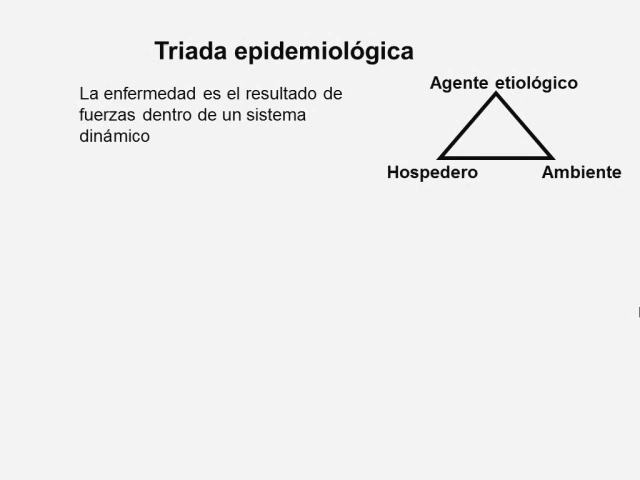 Triada epidemiológica
La enfermedad es el resultado de
fuerzas dentro de un sistema
dinámico
Agente etiológico
Hospedero
Ambiente